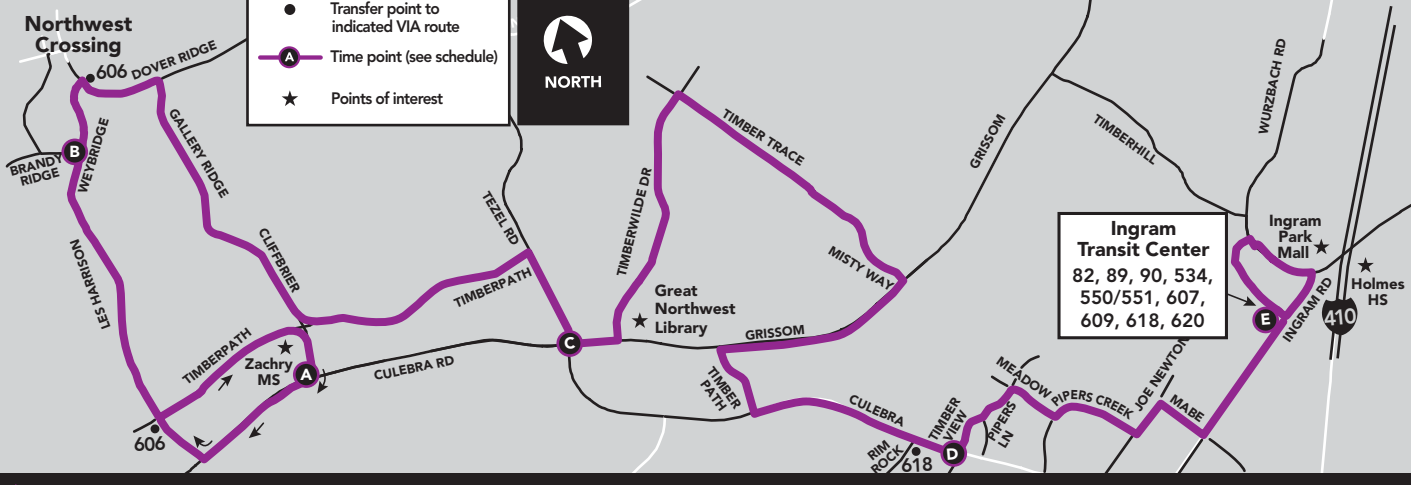 Northwest
Crossing
606
DOVER RIDGE
Transfer point to
indicated VIA route
A
Time point (see schedule)
Points of interest
NORTH
B
BRANDY
RIDGE
WEYBRIDGE
GALLERY RIDGE
LES HARRISON
CLIFFBRIER
TIMBERPATH
Zachry
MS
A
606
CULEBRA RD
TIMBERPATH
TEZEL RD
C
TIMBERWILDE DR
Great
Northwest
Library
TIMBER TRACE
MISTY WAY
GRISSOM
GRISSOM
TIMBER
PATH
CULEBRA
RIM
ROCK
618
D
TIMBER
VIEW
PIPERS
LN
MEADOW
PIPERS CREEK
JOE NEWTON
MABE
TIMBERHILL
WURZBACH RD
Ingram
Transit Center
82, 89, 90, 534,
550/551, 607,
609, 618, 620
E
Ingram
Park
Mall
INGRAM RD
Holmes
HS
410